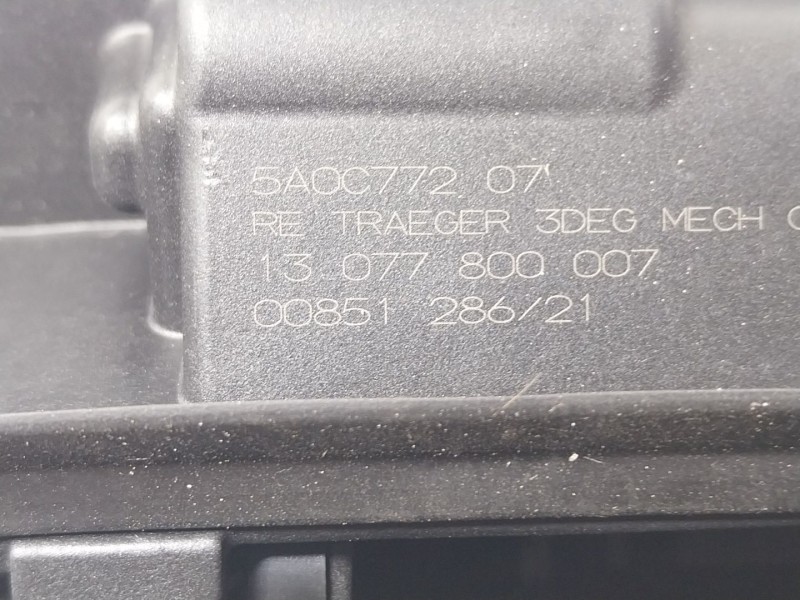 5A0C772 07
RE TRAEGER 3DEG MECH
13 077 800 007
00851 286/21